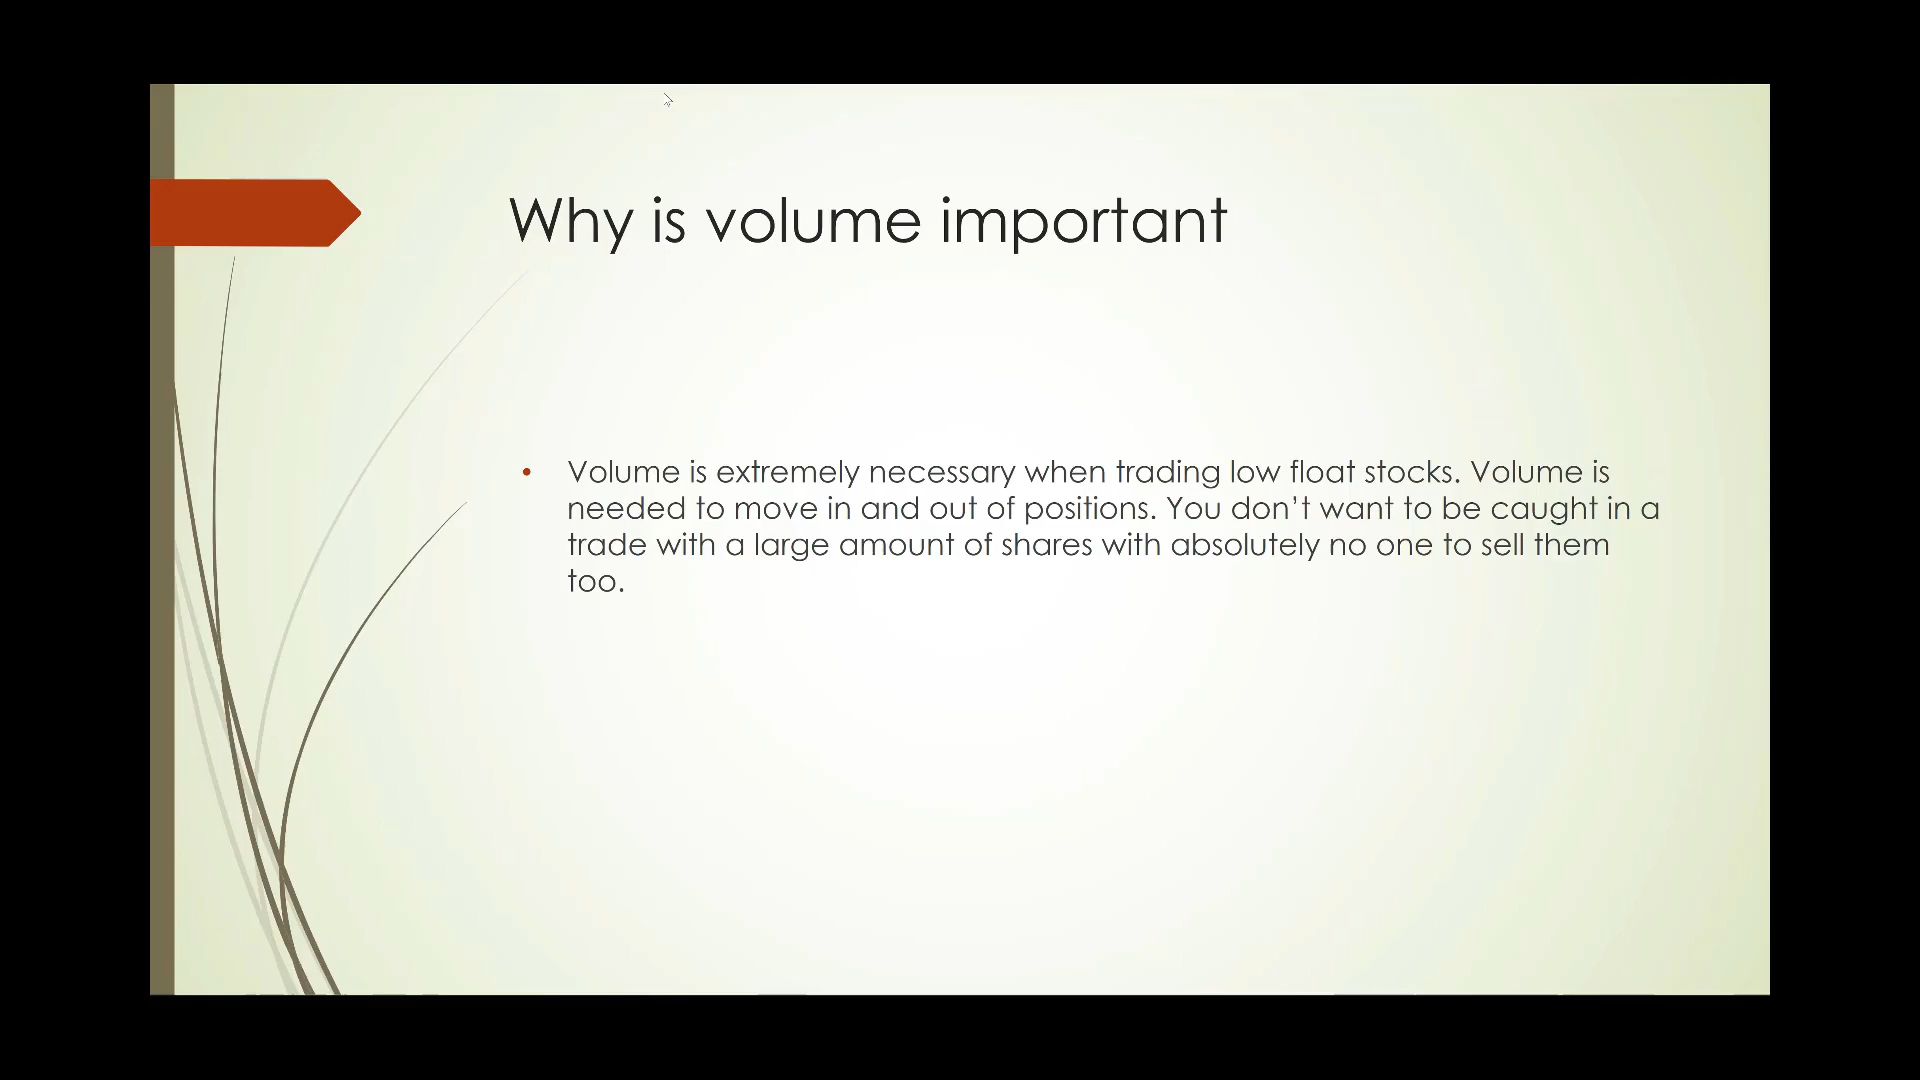 Why is volume important
• Volume is extremely necessary when trading low float stocks. Volume is
needed to move in and out of positions. You don’t want to be caught in a
trade with a large amount of shares with absolutely no one to sell them
too.